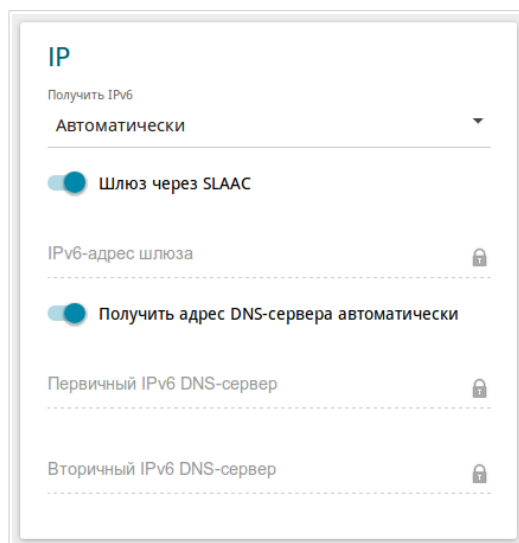 IP
Получить IPv6
Автоматически
Шлюз через SLAAC
IPv6-адрес шлюза
Получить адрес DNS-сервера автоматически
Первичный IPv6 DNS-сервер
Вторичный IPv6 DNS-сервер